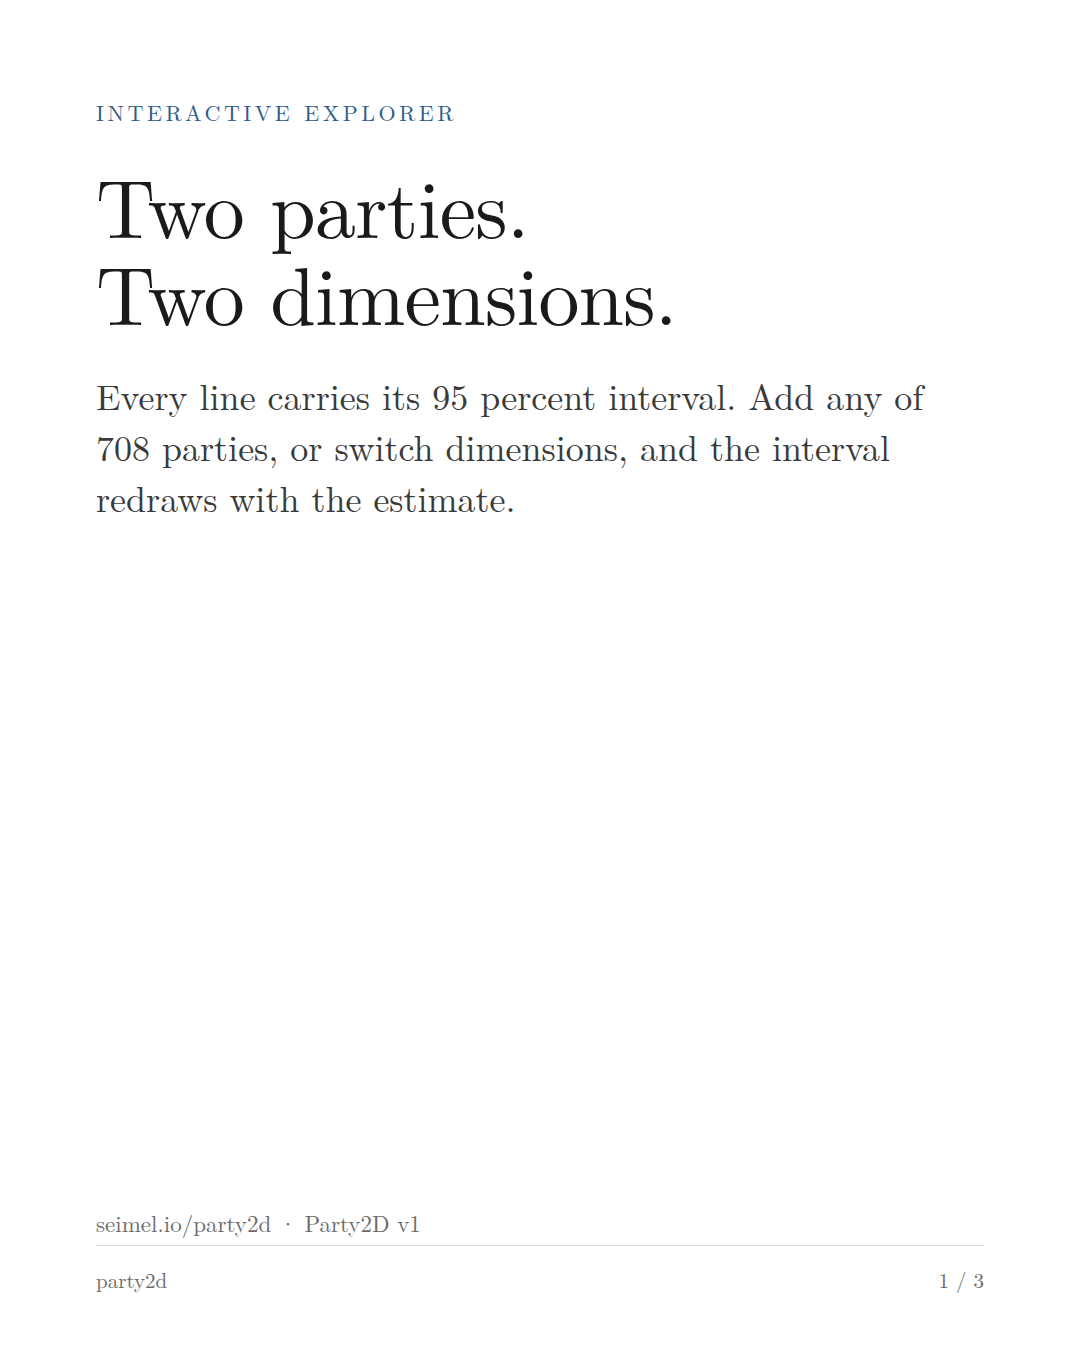 INTERACTIVE EXPLORER
Two parties.
Two dimensions.
Every line carries its 95 percent interval. Add any of
708 parties, or switch dimensions, and the interval
redraws with the estimate.
seimel.io/party2d · Party2D v1
party2d
1 / 3